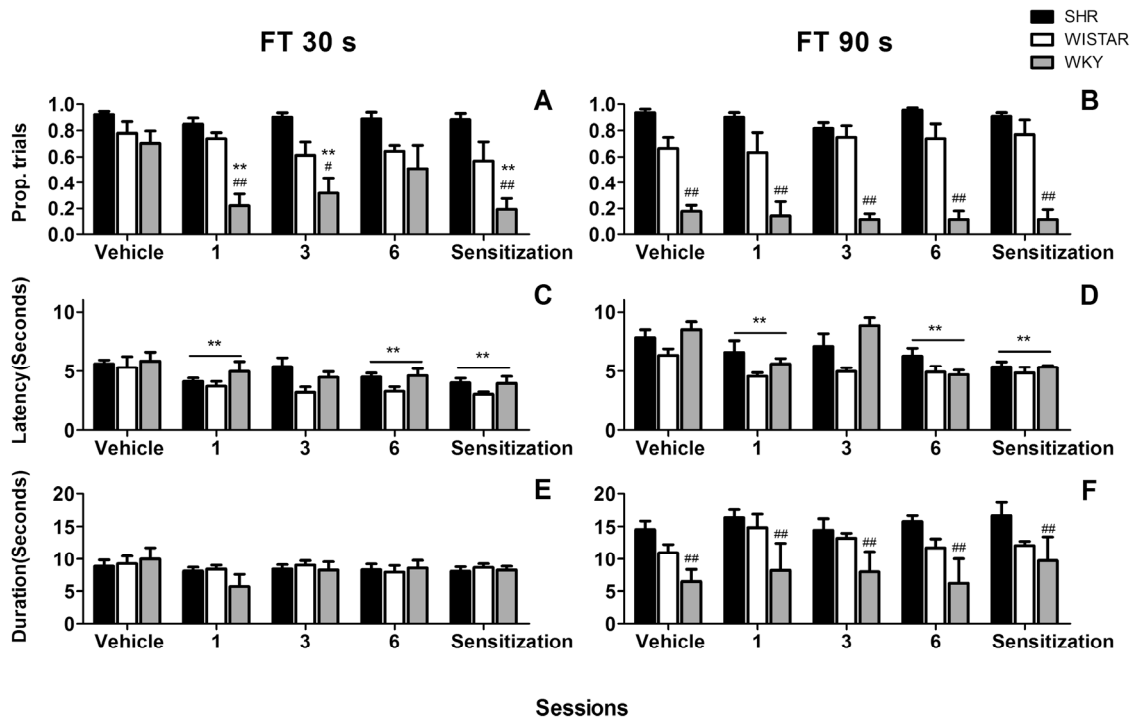 SHR
WISTAR
WKY
FT 30 s
FT 90 s
A
Prop. trials
1.0
0.8
0.6
0.4
0.2
0.0
**
##
**
#
**
##
Vehicle 1 3 6 Sensitization
B
1.0
0.8
0.6
0.4
0.2
0.0
## ## ## ## ##
Vehicle 1 3 6 Sensitization
C
Latency(Seconds)
10
5
0
** ** **
Vehicle 1 3 6 Sensitization
D
10
5
0
** ** **
Vehicle 1 3 6 Sensitization
E
Duration(Seconds)
20
15
10
5
0
Vehicle 1 3 6 Sensitization
F
20
15
10
5
0
## ## ## ## ##
Vehicle 1 3 6 Sensitization
Sessions